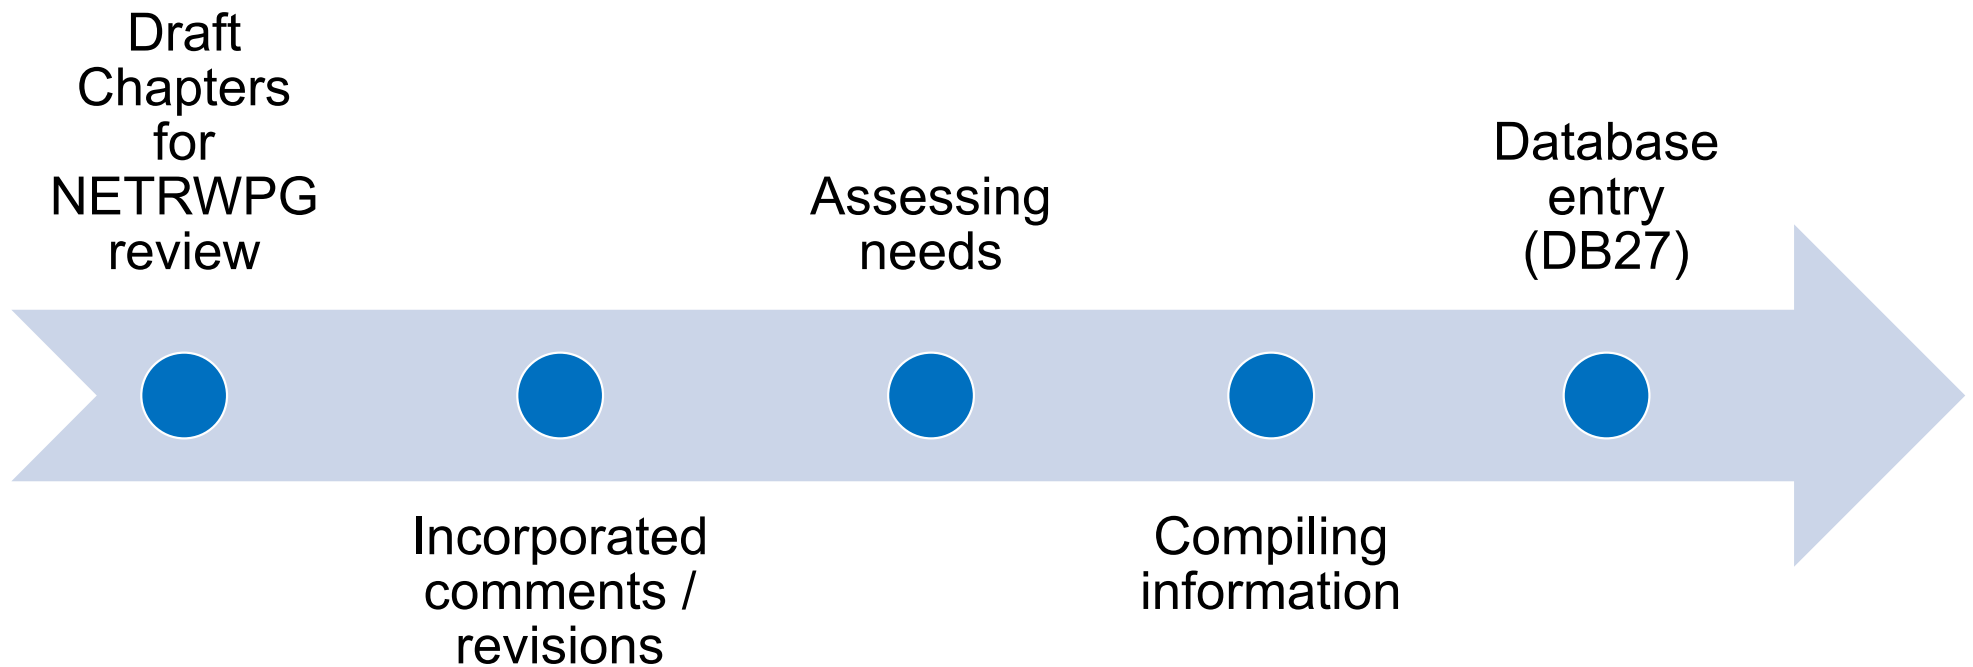 Draft
Chapters
for
NETRWPG
review
Incorporated
comments /
revisions
Assessing
needs
Compiling
information
Database
entry
(DB27)